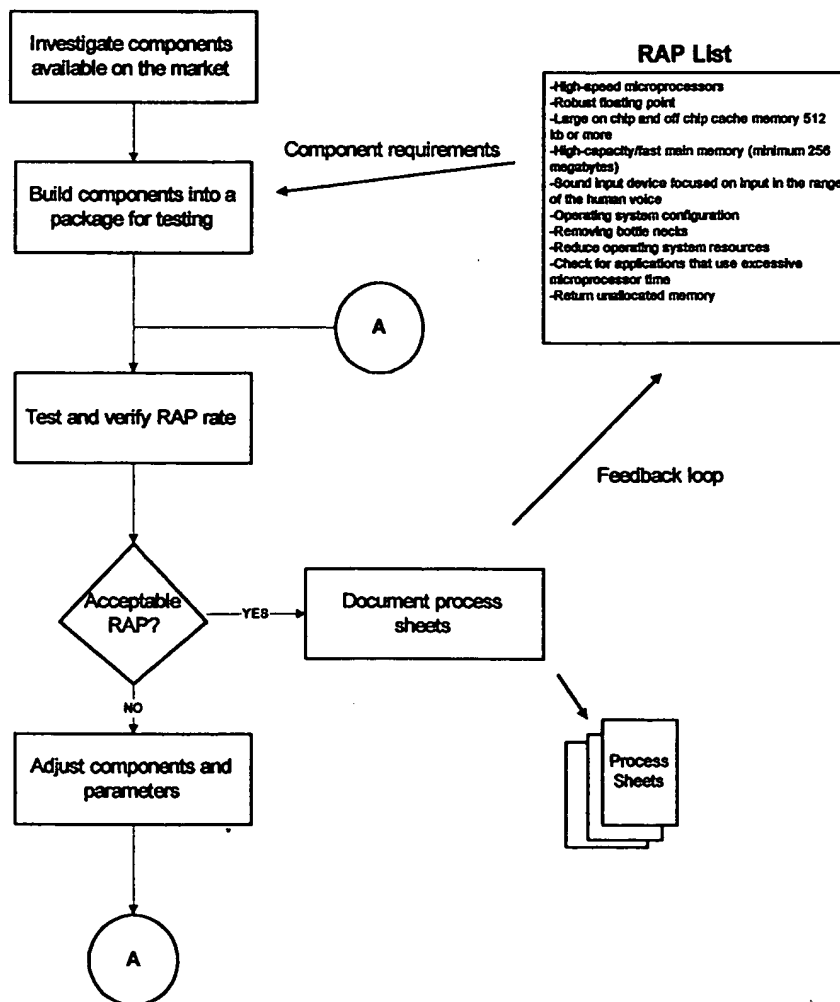 Investigate components
available on the market
RAP List
-High-speed microprocessors
-Robust floating point
-Large on chip and off chip cache memory 512
kb or more
-High-capacity/fast main memory (minimum 256
megabytes)
-Sound input device focused on input in the range
of the human voice
-Operating system configuration
-Removing bottle necks
-Reduce operating system resources
-Check for applications that use excessive
microprocessor time
-Return unallocated memory
Component requirements
Build components into a
package for testing
A
Test and verify RAP rate
Feedback loop
Acceptable
RAP?
YES
Document process
sheets
NO
Adjust components and
parameters
Process
Sheets
A